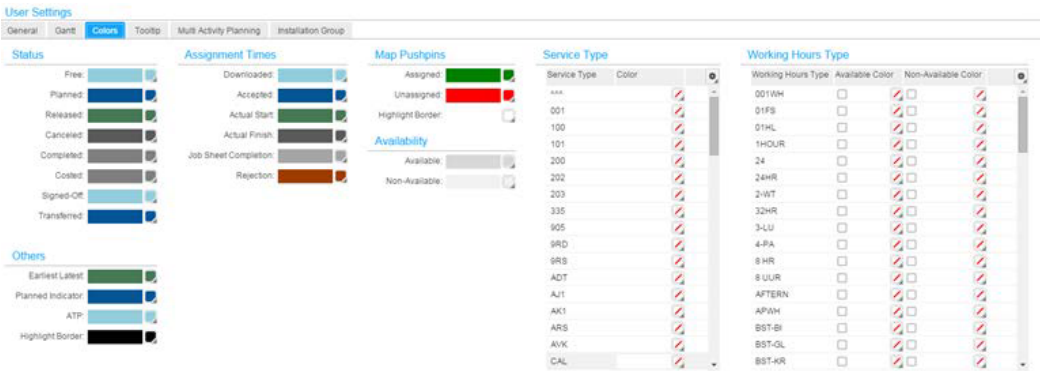 User Settings
General Gantt Colors Tooltip Multi Activity Planning Installation Group
Status
Free:
Planned:
Released:
Canceled:
Completed:
Costed:
Signed-Off:
Transferred:
Others
Earliest Latest:
Planned Indicator:
ATP:
Highlight Border:
Assignment Times
Downloaded:
Accepted:
Actual Start:
Actual Finish:
Job Sheet Completion:
Rejection:
Map Pushpins
Assigned:
Unassigned:
Highlight Border:
Availability
Available:
Non-Available:
Service Type
Service Type Color
***
001
100
101
200
202
203
335
905
9RD
9RS
ADT
AJ1
AK1
ARS
AVK
CAL
Working Hours Type
Working Hours Type Available Color Non-Available Color
001WH
01FS
01HL
1HOUR
24
24HR
2-WT
32HR
3-LU
4-PA
8 HR
8 UUR
AFTERN
APWH
BST-BI
BST-GL
BST-KR